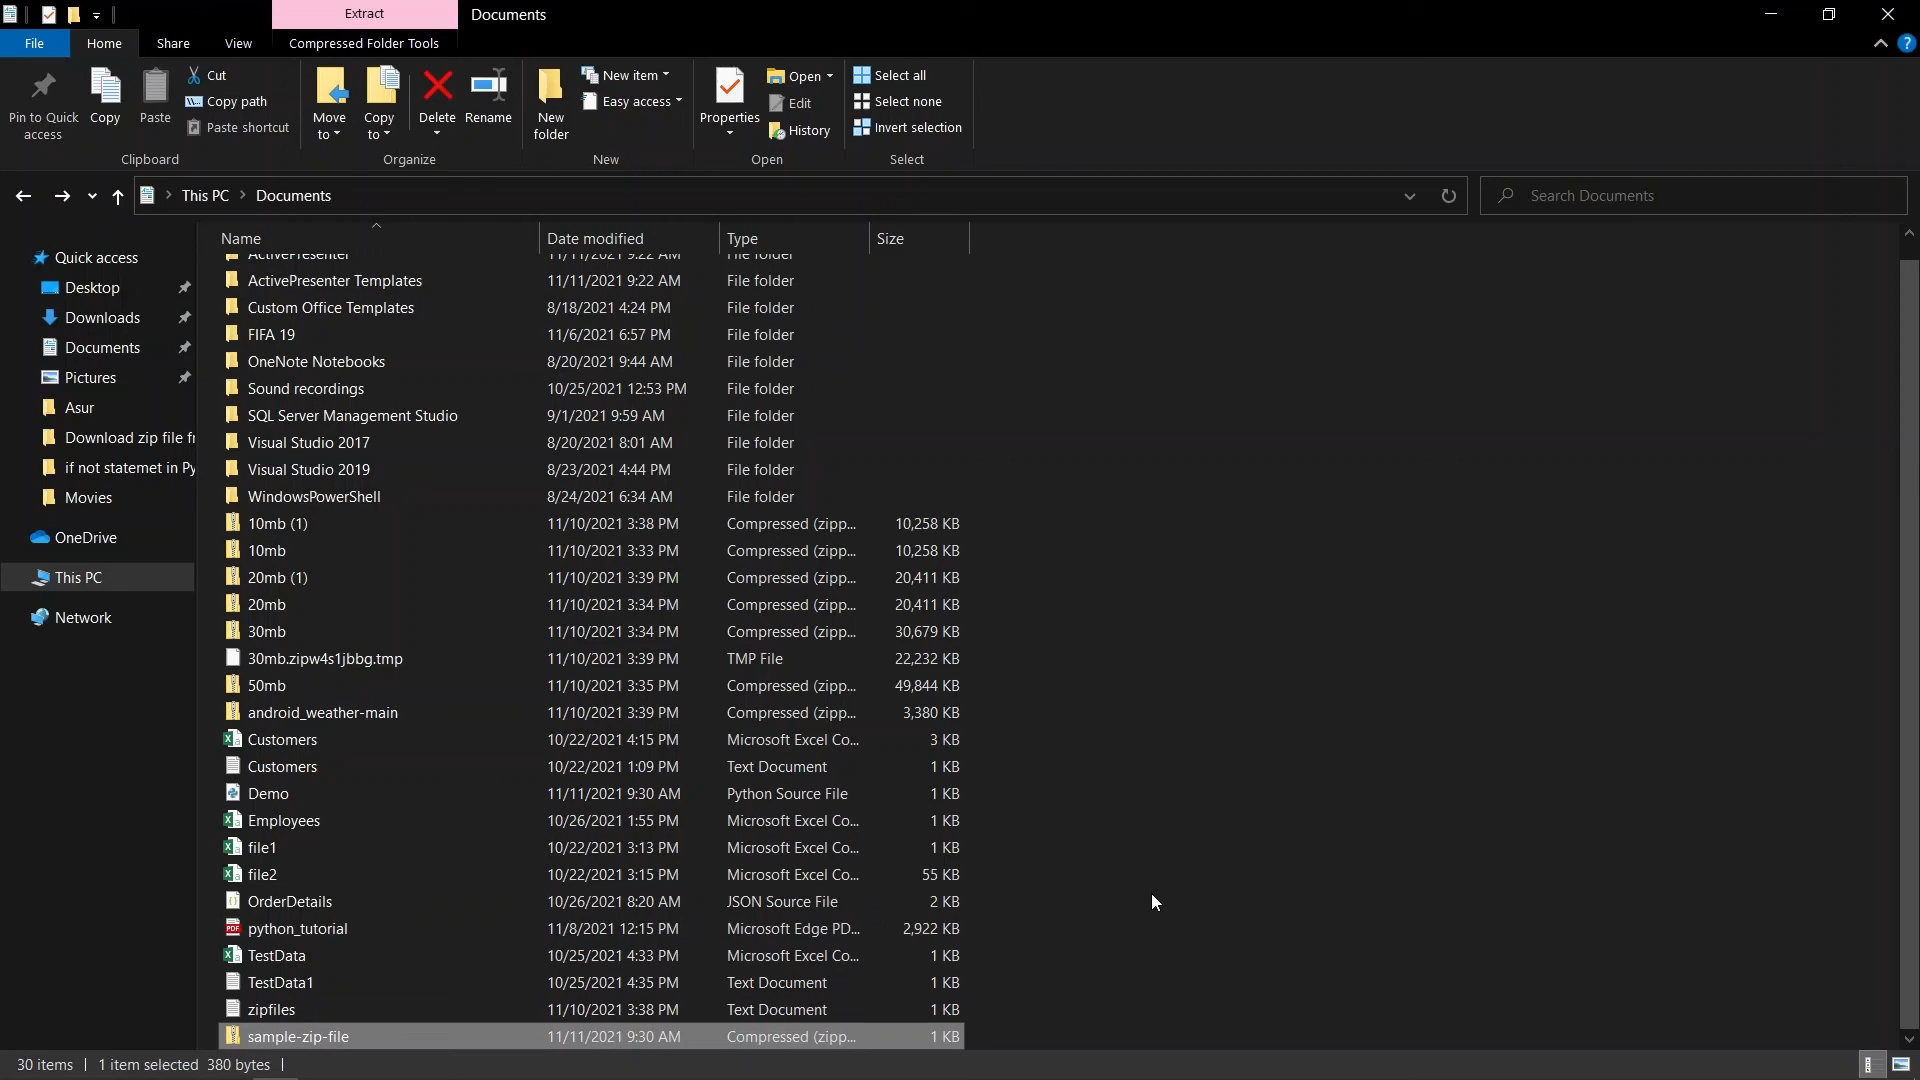 Extract
Documents
File
Home
Share
View
Compressed Folder Tools
Pin to Quick
access
Copy
Paste
Cut
Copy path
Paste shortcut
Clipboard
Move
to
Copy
to
Delete
Rename
Organize
New
folder
New item
Easy access
New
Properties
Open
Edit
History
Open
Select all
Select none
Invert selection
Select
This PC
Documents
Search Documents
Name
Date modified
Type
Size
Quick access
Desktop
Downloads
Documents
Pictures
Asur
Download zip file fr
if not statemet in Py
Movies
OneDrive
This PC
Network
ActivePresenter 11/11/2021 9:22 AM File folder
ActivePresenter Templates 11/11/2021 9:22 AM File folder
Custom Office Templates 8/18/2021 4:24 PM File folder
FIFA 19 11/6/2021 6:57 PM File folder
OneNote Notebooks 8/20/2021 9:44 AM File folder
Sound recordings 10/25/2021 12:53 PM File folder
SQL Server Management Studio 9/1/2021 9:59 AM File folder
Visual Studio 2017 8/20/2021 8:01 AM File folder
Visual Studio 2019 8/23/2021 4:44 PM File folder
WindowsPowerShell 8/24/2021 6:34 AM File folder
10mb (1) 11/10/2021 3:38 PM Compressed (zipp... 10,258 KB
10mb 11/10/2021 3:33 PM Compressed (zipp... 10,258 KB
20mb (1) 11/10/2021 3:39 PM Compressed (zipp... 20,411 KB
20mb 11/10/2021 3:34 PM Compressed (zipp... 20,411 KB
30mb 11/10/2021 3:34 PM Compressed (zipp... 30,679 KB
30mb.zipw4s1jbbg.tmp 11/10/2021 3:39 PM TMP File 22,232 KB
50mb 11/10/2021 3:35 PM Compressed (zipp... 49,844 KB
android_weather-main 11/10/2021 3:39 PM Compressed (zipp... 3,380 KB
Customers 10/22/2021 4:15 PM Microsoft Excel Co... 3 KB
Customers 10/22/2021 1:09 PM Text Document 1 KB
Demo 11/11/2021 9:30 AM Python Source File 1 KB
Employees 10/26/2021 1:55 PM Microsoft Excel Co... 1 KB
file1 10/22/2021 3:13 PM Microsoft Excel Co... 1 KB
file2 10/22/2021 3:15 PM Microsoft Excel Co... 55 KB
OrderDetails 10/26/2021 8:20 AM JSON Source File 2 KB
python_tutorial 11/8/2021 12:15 PM Microsoft Edge PD... 2,922 KB
TestData 10/25/2021 4:33 PM Microsoft Excel Co... 1 KB
TestData1 10/25/2021 4:35 PM Text Document 1 KB
zipfiles 11/10/2021 3:38 PM Text Document 1 KB
sample-zip-file 11/11/2021 9:30 AM Compressed (zipp... 1 KB
30 items 1 item selected 380 bytes